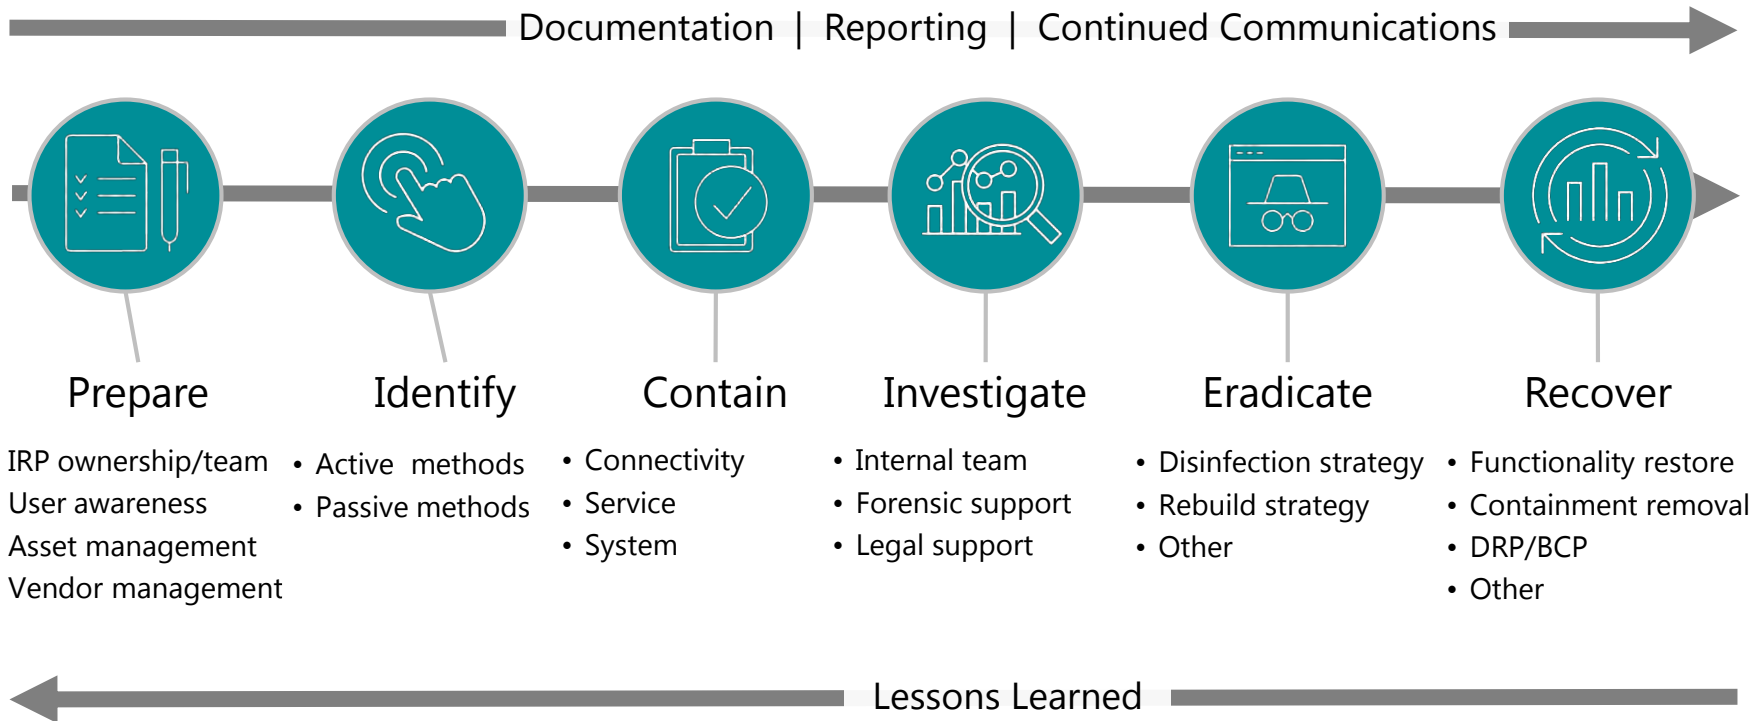 Documentation | Reporting | Continued Communications
Prepare
IRP ownership/team
User awareness
Asset management
Vendor management
Identify
• Active methods
• Passive methods
Contain
• Connectivity
• Service
• System
Investigate
• Internal team
• Forensic support
• Legal support
Eradicate
• Disinfection strategy
• Rebuild strategy
• Other
Recover
• Functionality restore
• Containment removal
• DRP/BCP
• Other
Lessons Learned